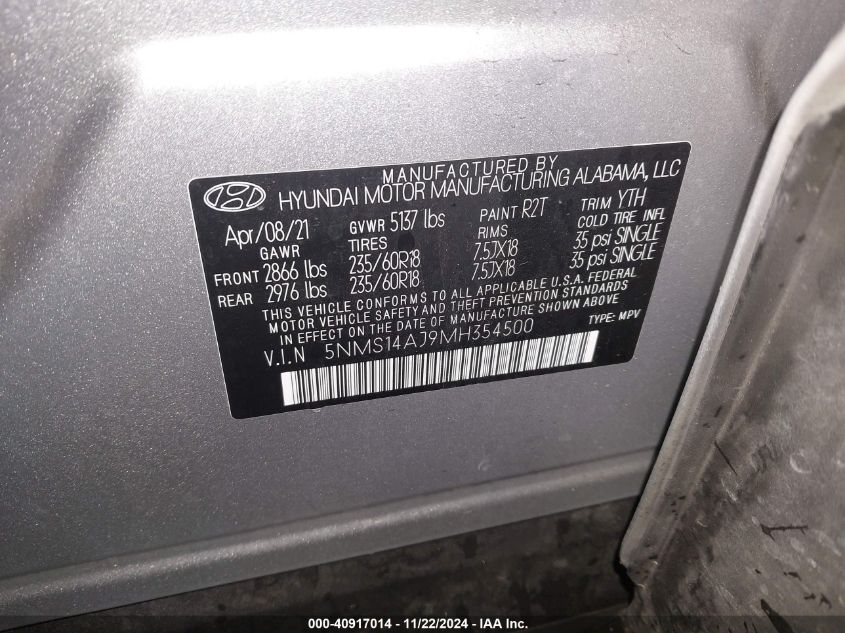 MANUFACTURED BY
HYUNDAI MOTOR MANUFACTURING ALABAMA, LLC
Apr/08/21 GVWR 5137 lbs PAINT R2T TRIM YTH
GAWR TIRES RIMS COLD TIRE INFL
FRONT 2866 lbs 235/60R18 7.5JX18 35 psi SINGLE
REAR 2976 lbs 235/60R18 7.5JX18 35 psi SINGLE
THIS VEHICLE CONFORMS TO ALL APPLICABLE U.S.A. FEDERAL
MOTOR VEHICLE SAFETY AND THEFT PREVENTION STANDARDS
IN EFFECT ON THE DATE OF MANUFACTURE SHOWN ABOVE
V.I.N 5NMS14AJ9MH354500 TYPE: MPV
000-40917014 - 11/22/2024 - IAA Inc.